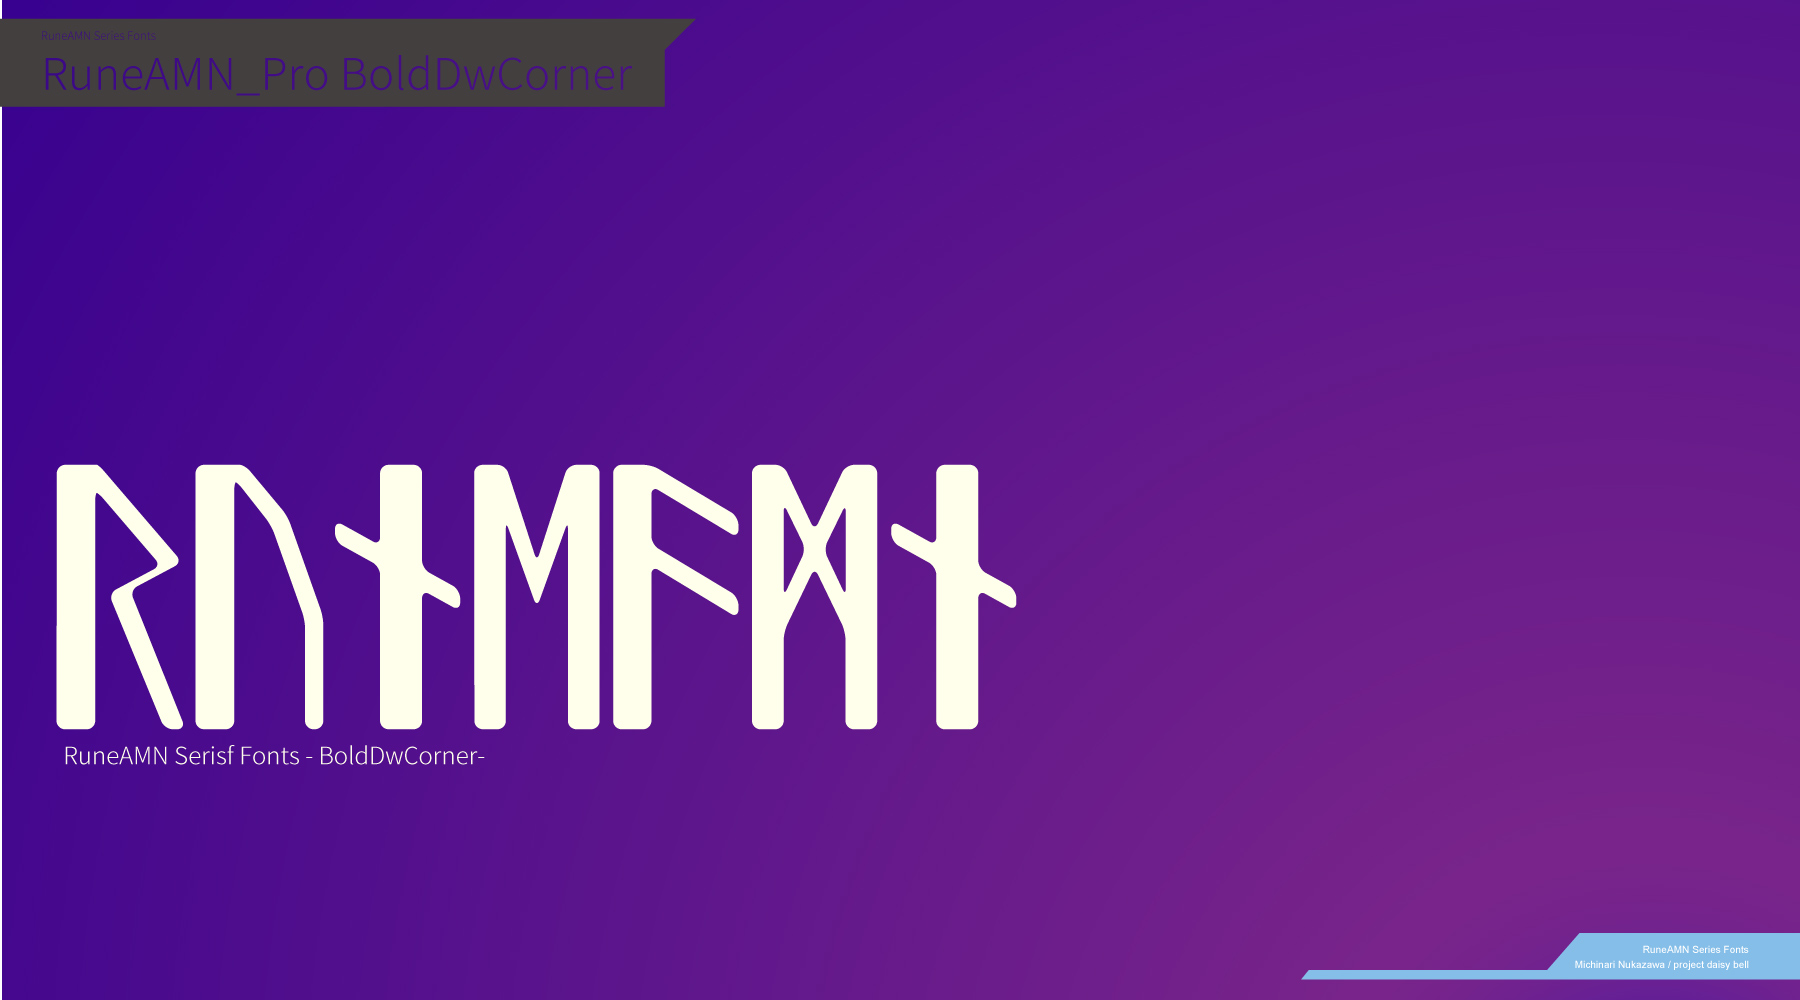 RuneAMN Series Fonts
RuneAMN_Pro BoldDwCorner
ᚱᚢᚾᛖᚨᛗᚾ
RuneAMN Serisf Fonts - BoldDwCorner-
RuneAMN Series Fonts
Michinari Nukazawa / project daisy bell